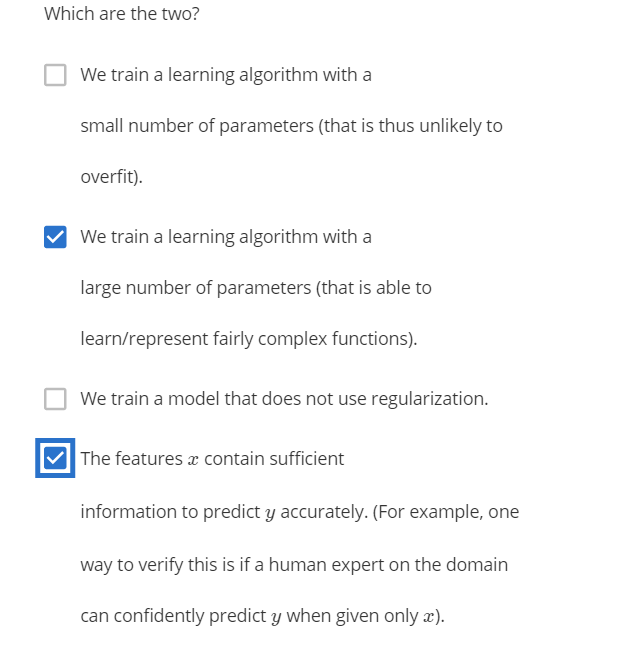 Which are the two?
We train a learning algorithm with a
small number of parameters (that is thus unlikely to
overfit).
We train a learning algorithm with a
large number of parameters (that is able to
learn/represent fairly complex functions).
We train a model that does not use regularization.
The features x contain sufficient
information to predict y accurately. (For example, one
way to verify this is if a human expert on the domain
can confidently predict y when given only x).